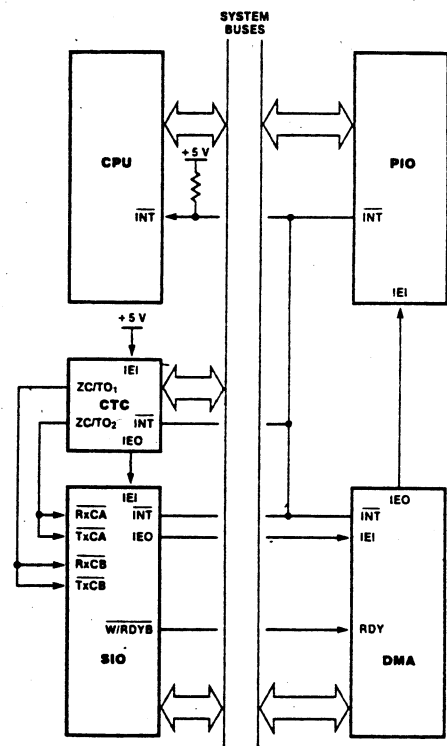 SYSTEM
BUSES
CPU
+5 V
INT
PIO
INT
IEI
+5 V
IEI
ZC/TO1
CTC
ZC/TO2
INT
IEO
IEI
RxCA
INT
TxCA
IEO
RxCB
TxCB
W/RDYB
SIO
IEO
INT
IEI
RDY
DMA